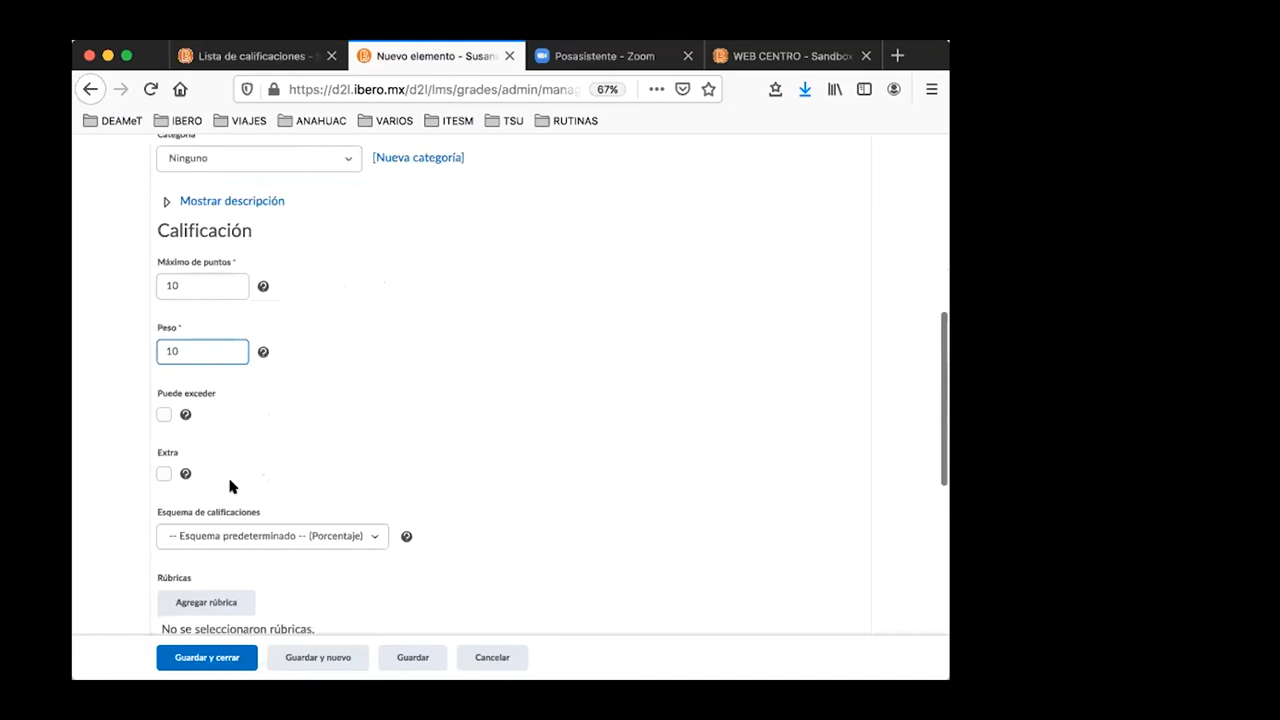 Lista de calificaciones -
Nuevo elemento - Susan
Posasistente - Zoom
WEB CENTRO - Sandbox
https://d2l.ibero.mx/d2l/lms/grades/admin/mana
67%
DEAMeT
IBERO
VIAJES
ANAHUAC
VARIOS
ITESM
TSU
RUTINAS
Categoría
Ninguno
[Nueva categoría]
Mostrar descripción
Calificación
Máximo de puntos *
10
Peso *
10
Puede exceder
Extra
Esquema de calificaciones
-- Esquema predeterminado -- (Porcentaje)
Rúbricas
Agregar rúbrica
No se seleccionaron rúbricas.
Guardar y cerrar
Guardar y nuevo
Guardar
Cancelar